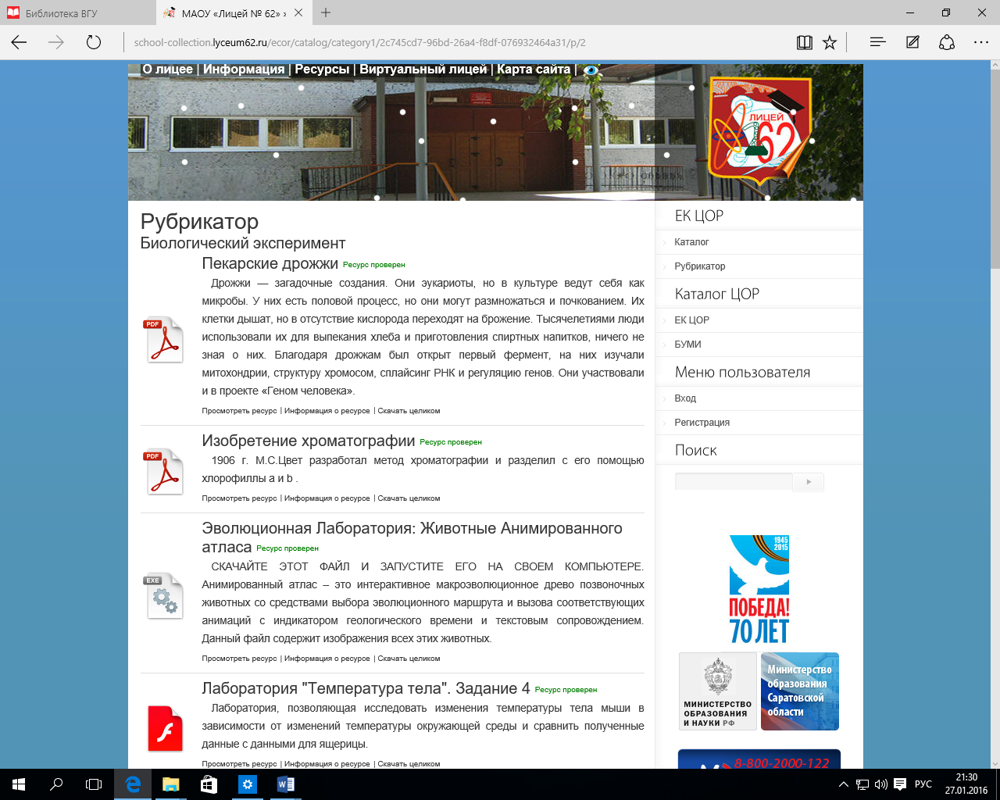 Библиотека ВГУ
МАОУ «Лицей № 62» »
school-collection.lyceum62.ru/ecor/catalog/category1/2c745cd7-96bd-26a4-f8df-076932464a31/p/2
О лицее | Информация | Ресурсы | Виртуальный лицей | Карта сайта |
ЛИЦЕЙ
62
Рубрикатор
Биологический эксперимент
Пекарские дрожжи Ресурс проверен
PDF
Дрожжи — загадочные создания. Они эукариоты, но в культуре ведут себя как
микробы. У них есть половой процесс, но они могут размножаться и почкованием. Их
клетки дышат, но в отсутствие кислорода переходят на брожение. Тысячелетиями люди
использовали их для выпекания хлеба и приготовления спиртных напитков, ничего не
зная о них. Благодаря дрожжам был открыт первый фермент, на них изучали
митохондрии, структуру хромосом, сплайсинг РНК и регуляцию генов. Они участвовали
и в проекте «Геном человека».
Просмотреть ресурс | Информация о ресурсе | Скачать целиком
Изобретение хроматографии Ресурс проверен
PDF
1906 г. М.С.Цвет разработал метод хроматографии и разделил с его помощью
хлорофиллы a и b .
Просмотреть ресурс | Информация о ресурсе | Скачать целиком
Эволюционная Лаборатория: Животные Анимированного
атласа Ресурс проверен
EXE
СКАЧАЙТЕ ЭТОТ ФАЙЛ И ЗАПУСТИТЕ ЕГО НА СВОЕМ КОМПЬЮТЕРЕ.
Анимированный атлас – это интерактивное макроэволюционное древо позвоночных
животных со средствами выбора эволюционного маршрута и вызова соответствующих
анимаций с индикатором геологического времени и текстовым сопровождением.
Данный файл содержит изображения всех этих животных.
Просмотреть ресурс | Информация о ресурсе | Скачать целиком
Лаборатория "Температура тела". Задание 4 Ресурс проверен
Лаборатория, позволяющая исследовать изменения температуры тела мыши в
зависимости от изменений температуры окружающей среды и сравнить полученные
данные с данными для ящерицы.
Просмотреть ресурс | Информация о ресурсе | Скачать целиком
ЕК ЦОР
Каталог
Рубрикатор
Каталог ЦОР
ЕК ЦОР
БУМИ
Меню пользователя
Вход
Регистрация
Поиск
1945
2015
ПОБЕДА!
70 ЛЕТ
МИНИСТЕРСТВО
ОБРАЗОВАНИЯ
И НАУКИ РФ
Министерство
образования
Саратовской
области
8-800-2000-122
РУС
21:30
27.01.2016